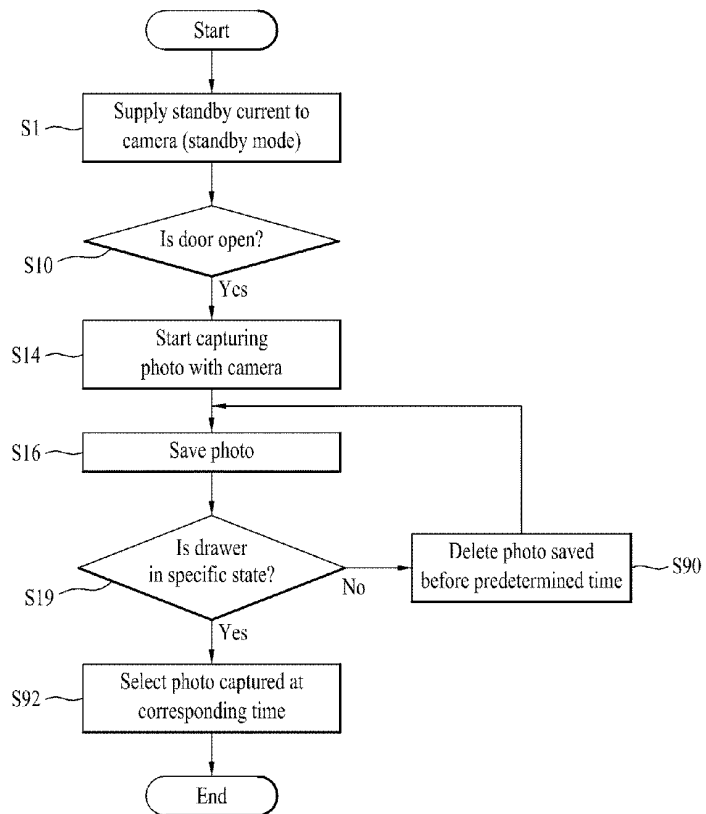 Start
S1
Supply standby current to
camera (standby mode)
S10
Is door open?
Yes
S14
Start capturing
photo with camera
S16
Save photo
S19
Is drawer
in specific state?
No
Delete photo saved
before predetermined time
S90
Yes
S92
Select photo captured at
corresponding time
End